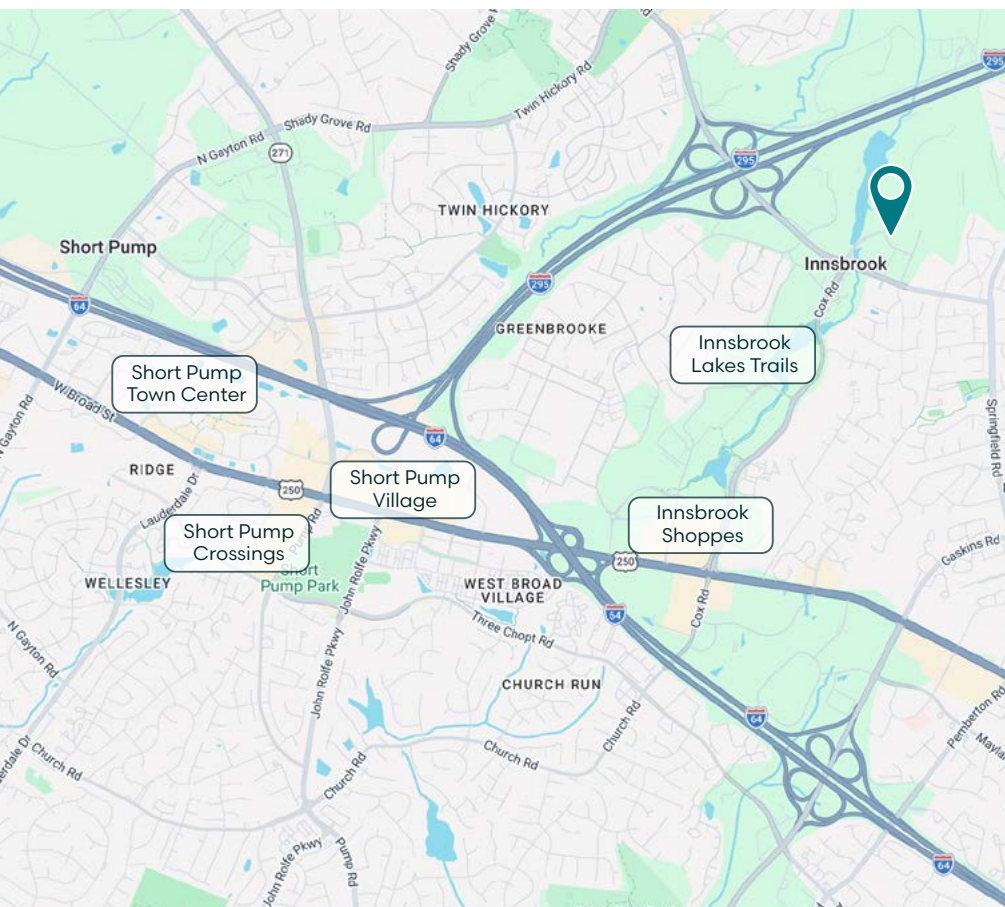 Shady Grove
295
Twin Hickory Rd
Shady Grove Rd
N Gayton Rd
271
295
TWIN HICKORY
Short Pump
Innsbrook
295
64
Cox Rd
GREENBROOKE
Innsbrook
Lakes Trails
Short Pump
Town Center
W Broad St
N Gayton Rd
Springfield Rd
64
RIDGE
Short Pump
Village
250
Lauderdale Dr
Innsbrook
Shoppes
Short Pump
Crossings
Rd
Gaskins Rd
250
Short
Pump Park
WELLESLEY
John Rolfe Pkwy
WEST BROAD
VILLAGE
64
Cox Rd
Three Chopt Rd
N Gayton Rd
John Rolfe Pkwy
CHURCH RUN
Pemberton Rd
64
Church Rd
Church Rd
Church Rd
Church Rd
John Rolfe Pkwy
Pump Rd
64